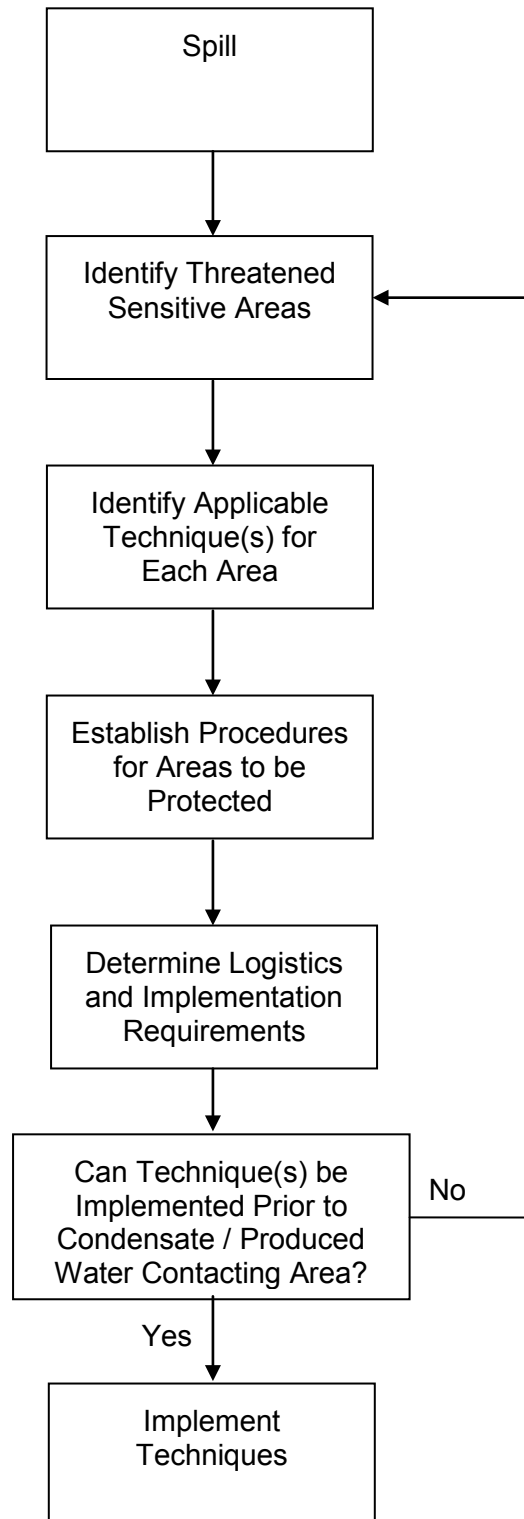 Spill
Identify Threatened
Sensitive Areas
Identify Applicable
Technique(s) for
Each Area
Establish Procedures
for Areas to be
Protected
Determine Logistics
and Implementation
Requirements
Can Technique(s) be
Implemented Prior to
Condensate / Produced
Water Contacting Area?
No
Yes
Implement
Techniques